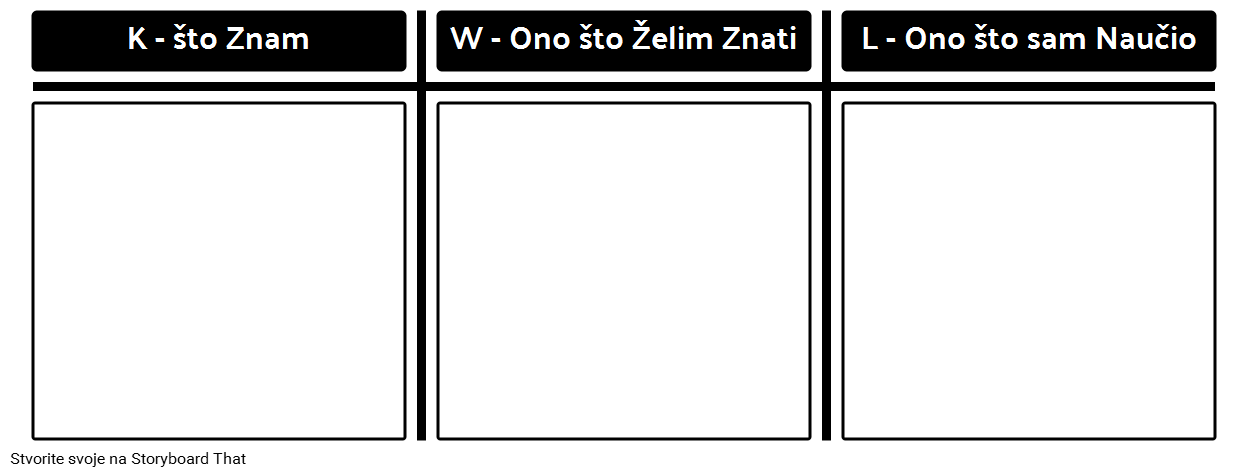 K - što Znam
W - Ono što Želim Znati
L - Ono što sam Naučio
Stvorite svoje na Storyboard That